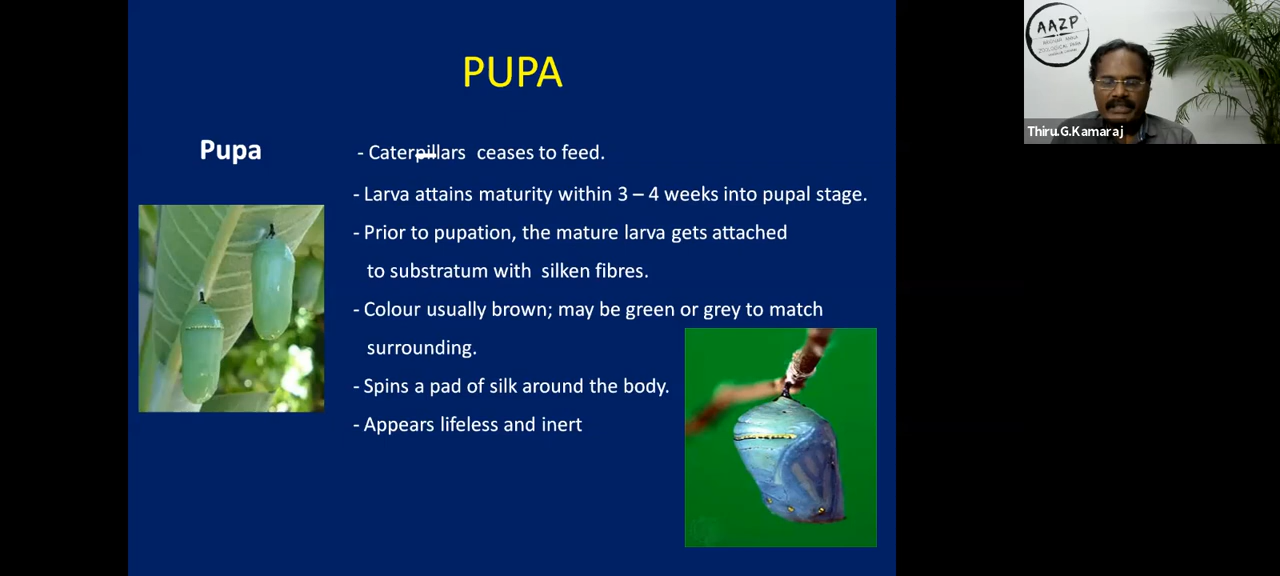 PUPA
Pupa
- Caterpillars ceases to feed.
- Larva attains maturity within 3 – 4 weeks into pupal stage.
- Prior to pupation, the mature larva gets attached
to substratum with silken fibres.
- Colour usually brown; may be green or grey to match
surrounding.
- Spins a pad of silk around the body.
- Appears lifeless and inert
AAZP
ZOOLOGICAL PARK
Thiru.G.Kamaraj